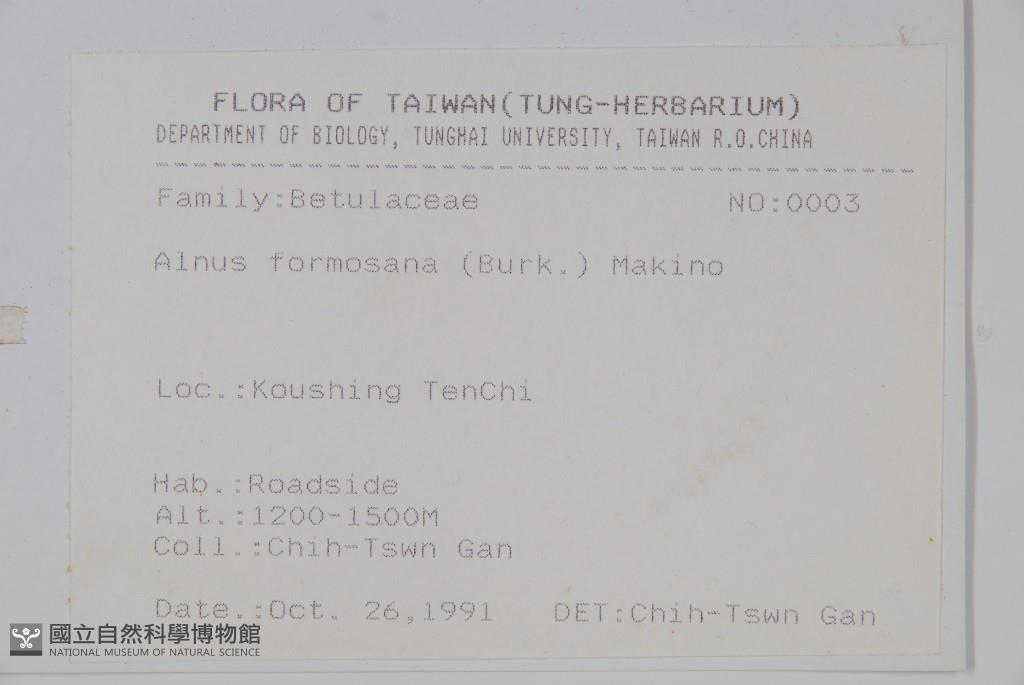 FLORA OF TAIWAN(TUNG-HERBARIUM)
DEPARTMENT OF BIOLOGY, TUNGHAI UNIVERSITY, TAIWAN R.O.CHINA
Family:Betulaceae NO:0003
Alnus formosana (Burk.) Makino
Loc.:Koushing TenChi
Hab.:Roadside
Alt.:1200-1500M
Coll.:Chih-Tswn Gan
Date.:Oct. 26,1991 DET:Chih-Tswn Gan
國立自然科學博物館
NATIONAL MUSEUM OF NATURAL SCIENCE